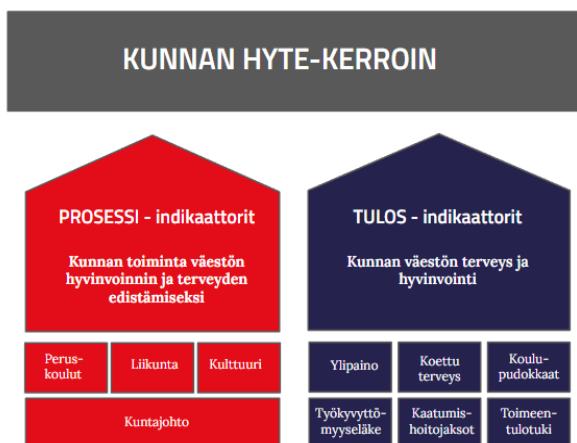 KUNNAN HYTE-KERROIN
PROSESSI - indikaattorit
Kunnan toiminta väestön
hyvinvoinnin ja terveyden
edistämiseksi
Perus-
koulut
Liikunta
Kulttuuri
Kuntajohto
TULOS - indikaattorit
Kunnan väestön terveys ja
hyvinvointi
Ylipaino
Koettu
terveys
Koulu-
pudokkaat
Työkyvyttö-
myyseläke
Kaatumis-
hoitojaksot
Toimeen-
tulotuki